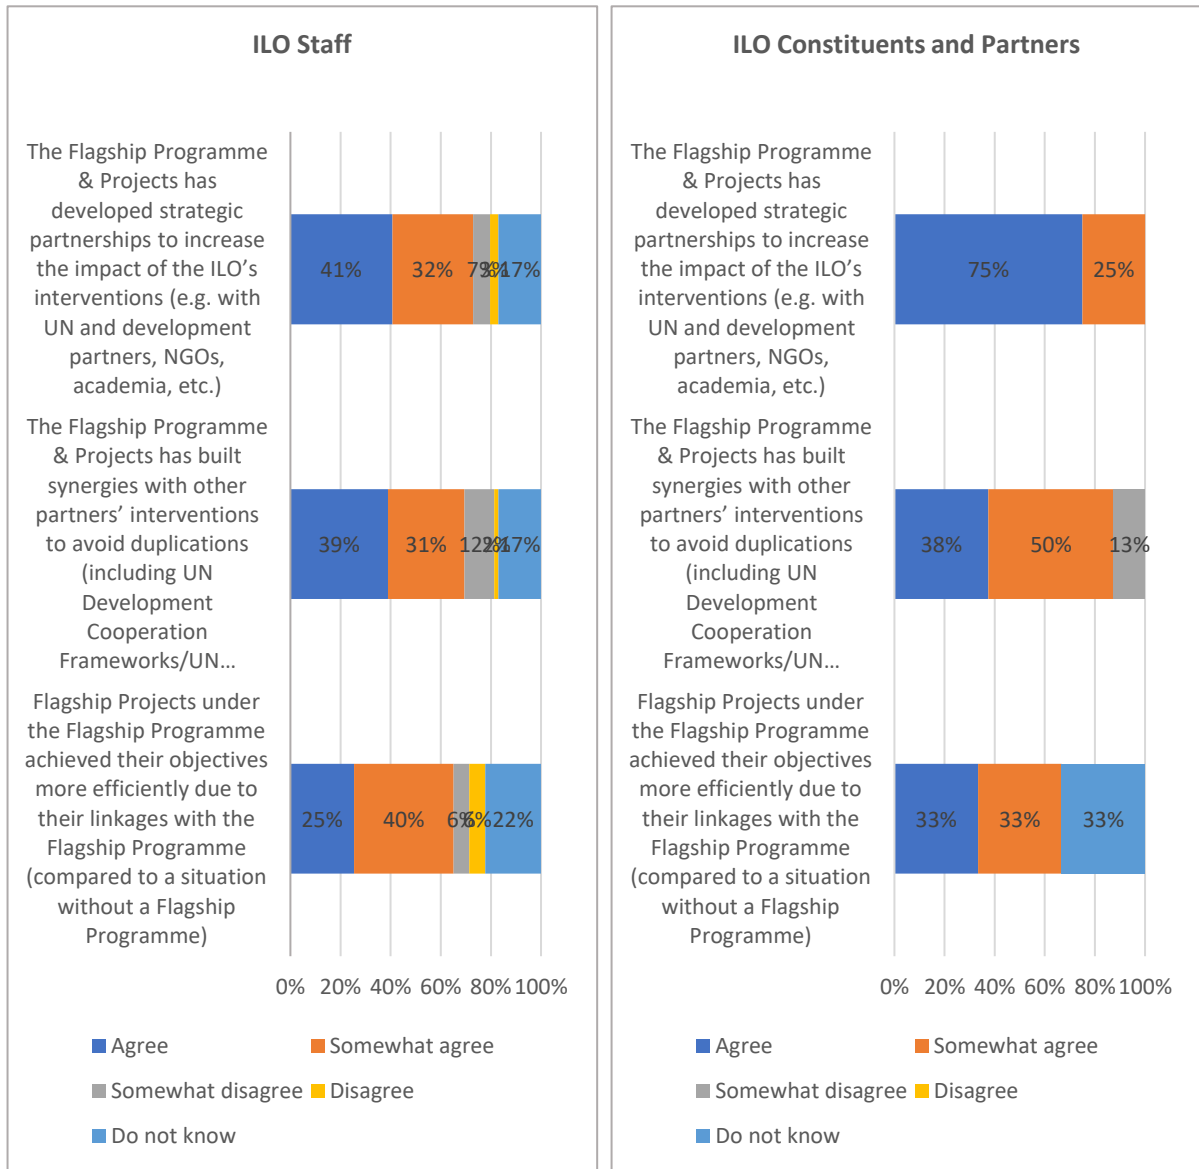 ILO Staff
The Flagship Programme
& Projects has
developed strategic
partnerships to increase
the impact of the ILO’s
interventions (e.g. with
UN and development
partners, NGOs,
academia, etc.)
41% 32% 7% 3% 17%
The Flagship Programme
& Projects has built
synergies with other
partners’ interventions
to avoid duplications
(including UN
Development
Cooperation
Frameworks/UN…
39% 31% 12% 2% 17%
Flagship Projects under
the Flagship Programme
achieved their objectives
more efficiently due to
their linkages with the
Flagship Programme
(compared to a situation
without a Flagship
Programme)
25% 40% 6% 6% 22%
0% 20% 40% 60% 80% 100%
Agree Somewhat agree
Somewhat disagree Disagree
Do not know
ILO Constituents and Partners
The Flagship Programme
& Projects has
developed strategic
partnerships to increase
the impact of the ILO’s
interventions (e.g. with
UN and development
partners, NGOs,
academia, etc.)
75% 25%
The Flagship Programme
& Projects has built
synergies with other
partners’ interventions
to avoid duplications
(including UN
Development
Cooperation
Frameworks/UN…
38% 50% 13%
Flagship Projects under
the Flagship Programme
achieved their objectives
more efficiently due to
their linkages with the
Flagship Programme
(compared to a situation
without a Flagship
Programme)
33% 33% 33%
0% 20% 40% 60% 80% 100%
Agree Somewhat agree
Somewhat disagree Disagree
Do not know